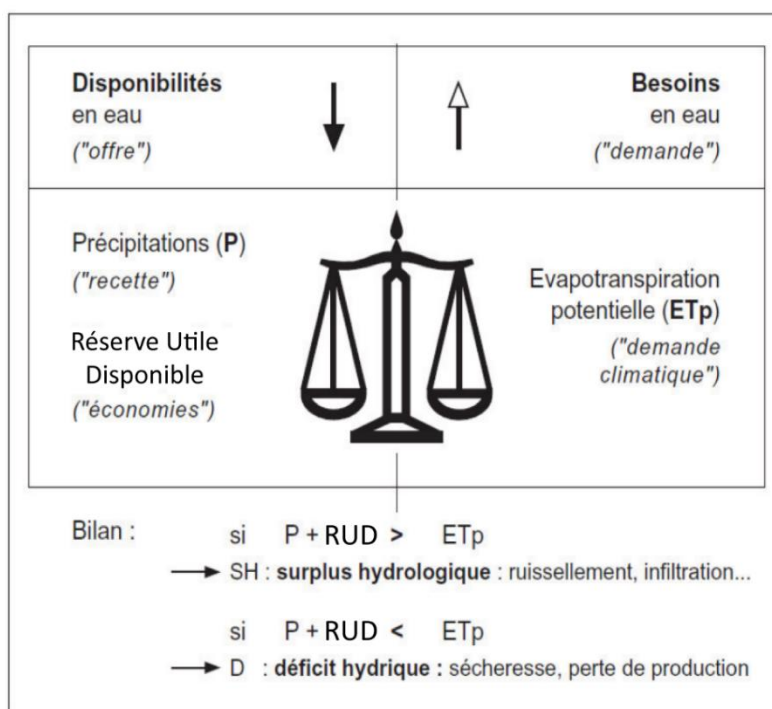 Disponibilités
en eau
("offre")
Besoins
en eau
("demande")
Précipitations (P)
("recette")
Réserve Utile
Disponible
("économies")
Evapotranspiration
potentielle (ETp)
("demande
climatique")
Bilan : si P + RUD > ETp
SH : surplus hydrologique : ruissellement, infiltration...
si P + RUD < ETp
D : déficit hydrique : sécheresse, perte de production